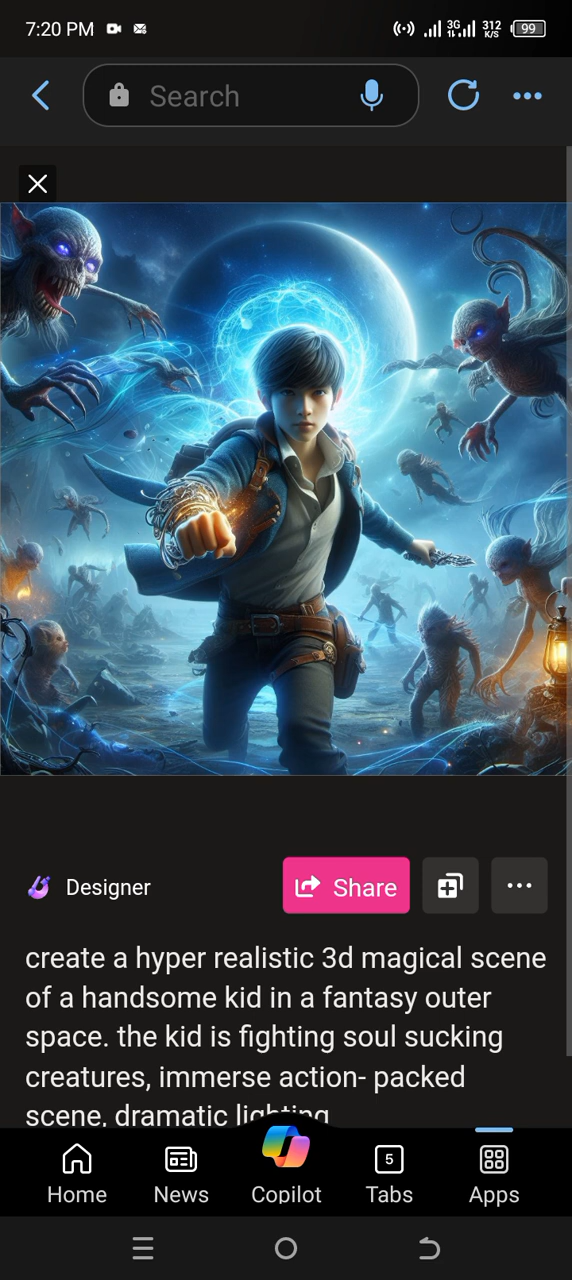 7:20 PM
3G
312
K/S
99
Search
Designer
Share
create a hyper realistic 3d magical scene
of a handsome kid in a fantasy outer
space. the kid is fighting soul sucking
creatures, immerse action- packed
scene, dramatic lighting
5
Home
News
Copilot
Tabs
Apps